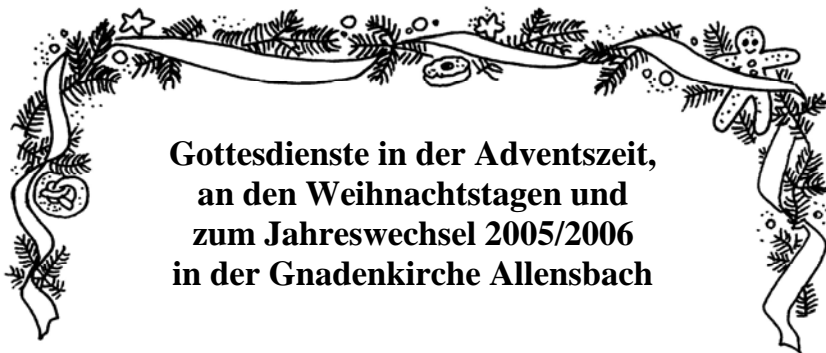 Gottesdienste in der Adventszeit,
an den Weihnachtstagen und
zum Jahreswechsel 2005/2006
in der Gnadenkirche Allensbach